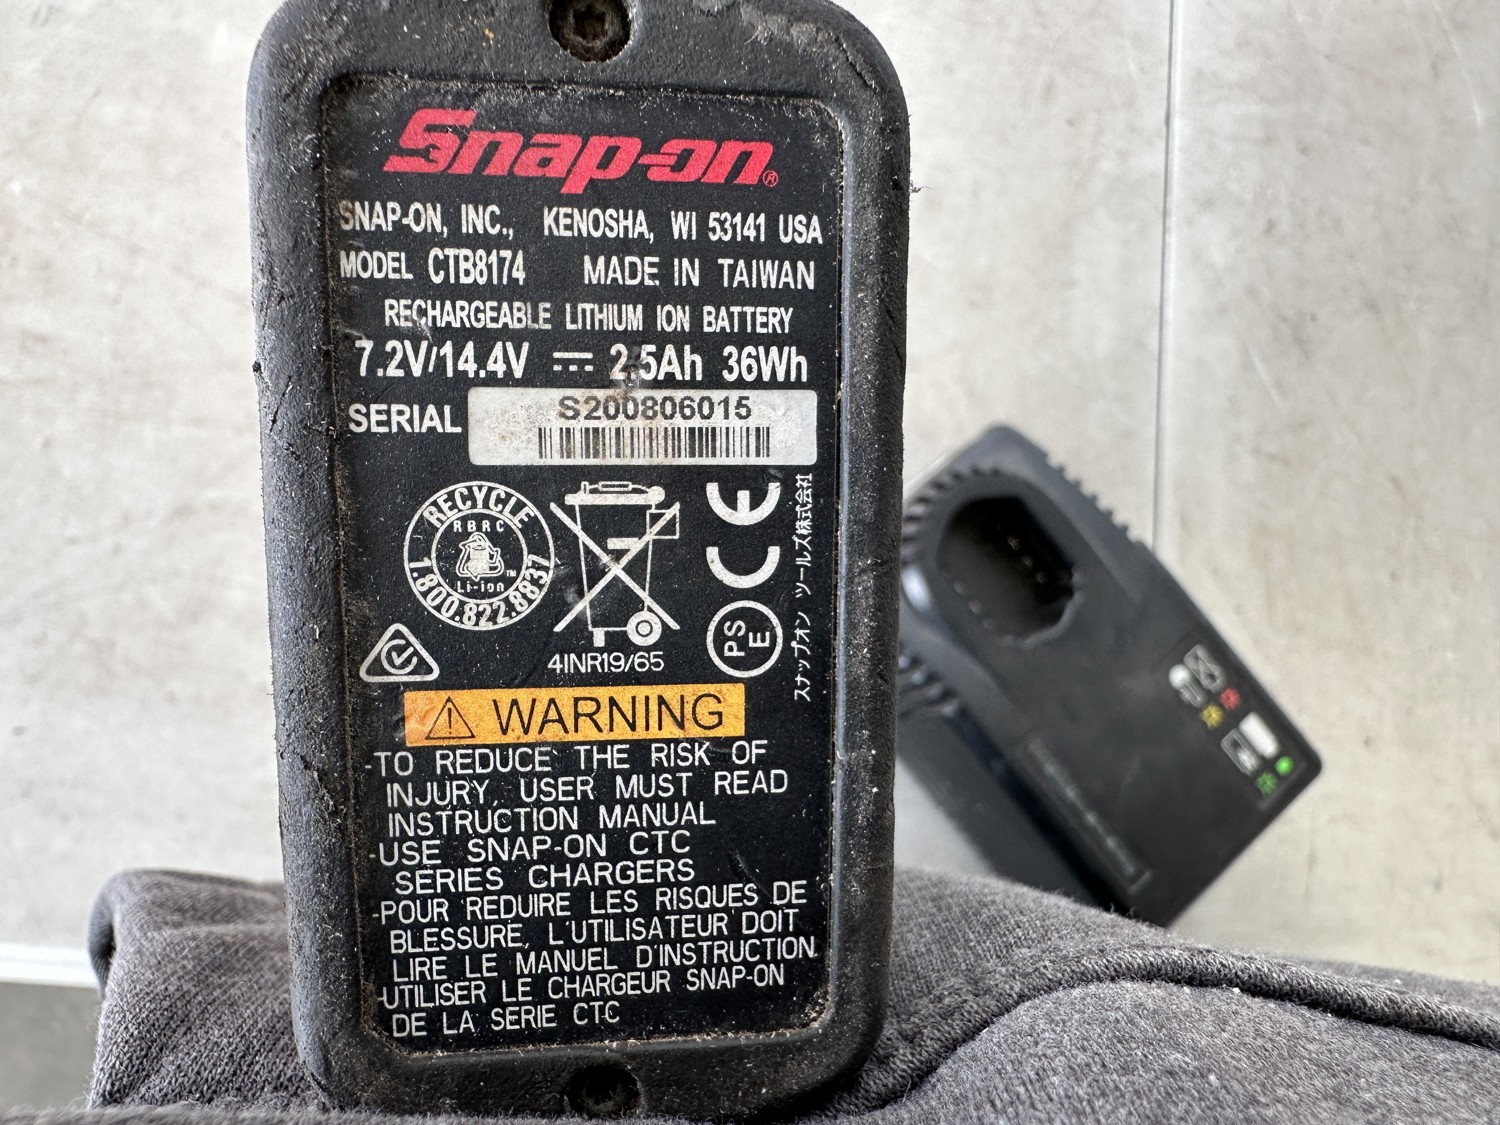 Snap-on®
SNAP-ON, INC., KENOSHA, WI 53141 USA
MODEL CTB8174 MADE IN TAIWAN
RECHARGEABLE LITHIUM ION BATTERY
7.2V/14.4V 2.5Ah 36Wh
SERIAL S200806015
RECYCLE
RBRC
Li-ion ™
1.800.822.8837
4INR19/65
CE
C
PS
E
スナップオン ツールズ株式会社
WARNING
-TO REDUCE THE RISK OF
INJURY, USER MUST READ
INSTRUCTION MANUAL
-USE SNAP-ON CTC
SERIES CHARGERS
-POUR REDUIRE LES RISQUES DE
BLESSURE, L'UTILISATEUR DOIT
LIRE LE MANUEL D'INSTRUCTION.
-UTILISER LE CHARGEUR SNAP-ON
DE LA SERIE CTC